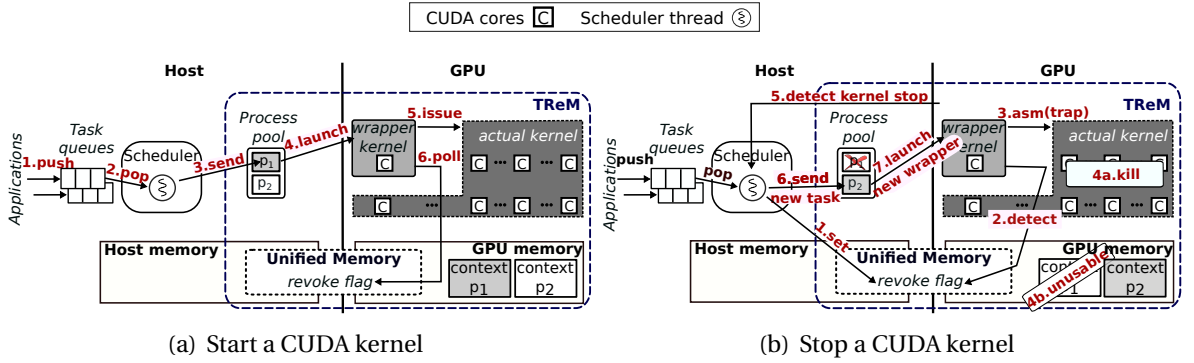 CUDA cores C Scheduler thread
Host GPU
TReM
Applications
Task
queues
1.push
2.pop
Scheduler
3.send
Process
pool
p1
p2
4.launch
wrapper
kernel
C
5.issue
6.poll
actual kernel
C C C
C C C C
Host memory
Unified Memory
revoke flag
GPU memory
context
p1
context
p2
(a) Start a CUDA kernel
Host GPU
TReM
5.detect kernel stop
Applications
Task
queues
push
pop
Scheduler
6.send
new task
Process
pool
p1
p2
7.launch
new wrapper
wrapper
kernel
C
3.asm(trap)
actual kernel
4a.kill
C C C C
2.detect
1.set
Host memory
Unified Memory
revoke flag
GPU memory
4b.unusable
context
p2
(b) Stop a CUDA kernel